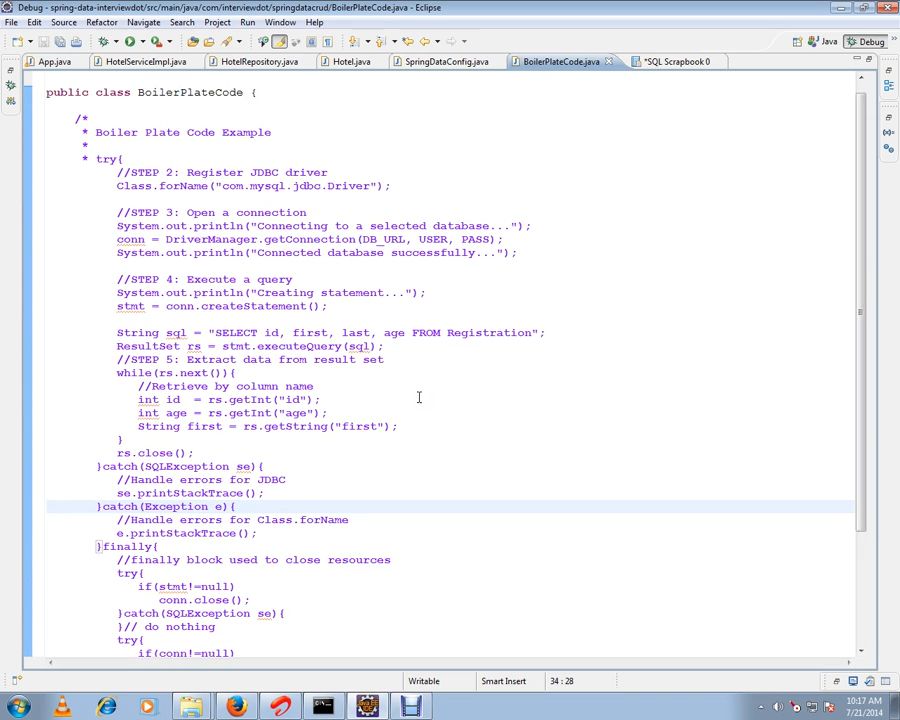 Debug - spring-data-interviewdot/src/main/java/com/interviewdot/springdatacrud/BoilerPlateCode.java - Eclipse
File Edit Source Refactor Navigate Search Project Run Window Help
Java Debug
App.java HotelServiceImpl.java HotelRepository.java Hotel.java SpringDataConfig.java BoilerPlateCode.java *SQL Scrapbook 0
public class BoilerPlateCode {
/*
* Boiler Plate Code Example
*
* try{
//STEP 2: Register JDBC driver
Class.forName("com.mysql.jdbc.Driver");
//STEP 3: Open a connection
System.out.println("Connecting to a selected database...");
conn = DriverManager.getConnection(DB_URL, USER, PASS);
System.out.println("Connected database successfully...");
//STEP 4: Execute a query
System.out.println("Creating statement...");
stmt = conn.createStatement();
String sql = "SELECT id, first, last, age FROM Registration";
ResultSet rs = stmt.executeQuery(sql);
//STEP 5: Extract data from result set
while(rs.next()){
//Retrieve by column name
int id  = rs.getInt("id");
int age = rs.getInt("age");
String first = rs.getString("first");
}
rs.close();
}catch(SQLException se){
//Handle errors for JDBC
se.printStackTrace();
}catch(Exception e){
//Handle errors for Class.forName
e.printStackTrace();
}finally{
//finally block used to close resources
try{
if(stmt!=null)
conn.close();
}catch(SQLException se){
}// do nothing
try{
if(conn!=null)
Writable Smart Insert 34 : 28
10:17 AM
7/21/2014